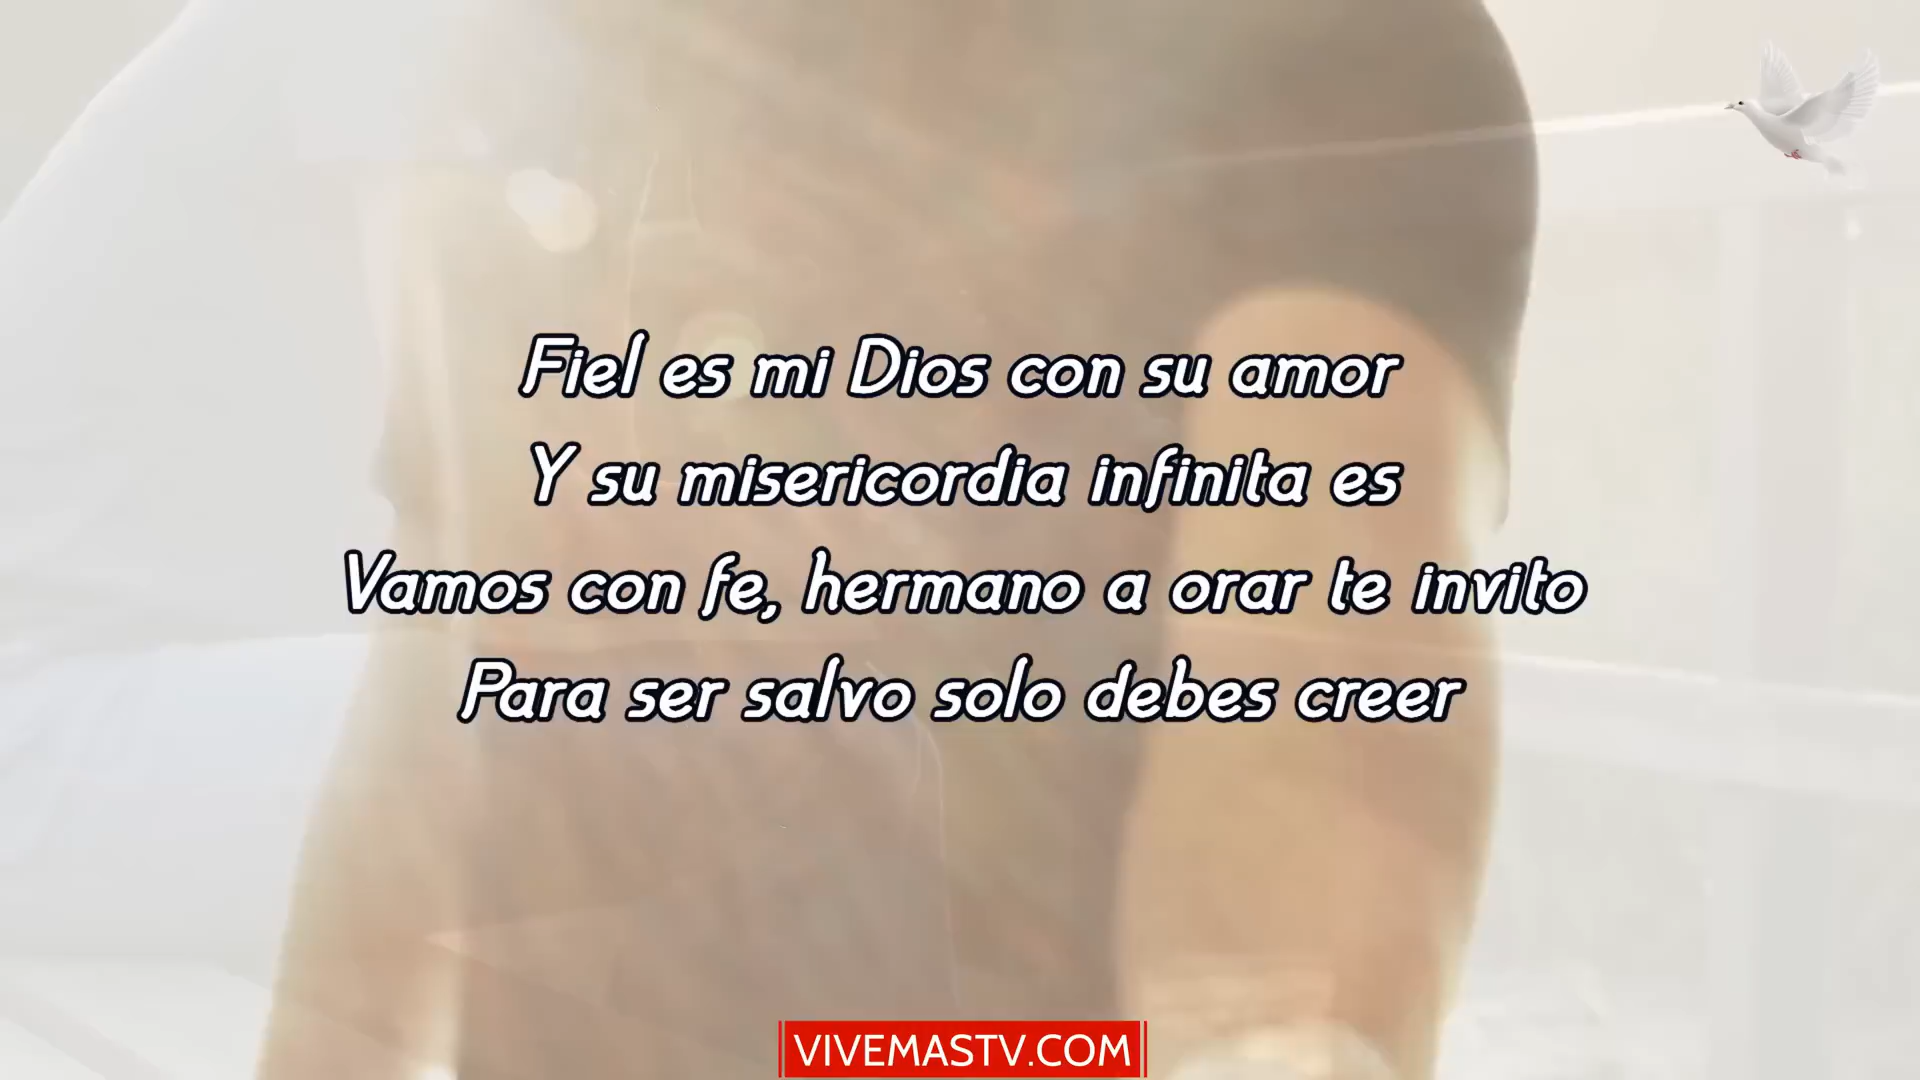 Fiel es mi Dios con su amor
Y su misericordia infinita es
Vamos con fe, hermano a orar te invito
Para ser salvo solo debes creer
VIVEMASTV.COM